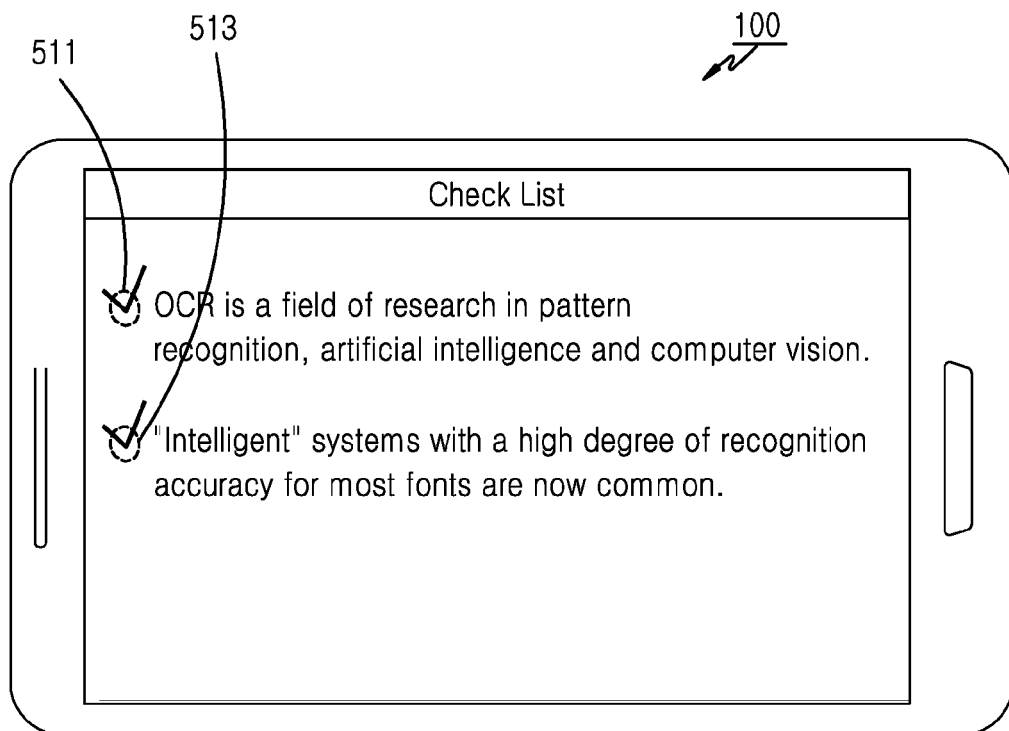 513
100
511
Check List
OCR is a field of research in pattern
recognition, artificial intelligence and computer vision.
"Intelligent" systems with a high degree of recognition
accuracy for most fonts are now common.